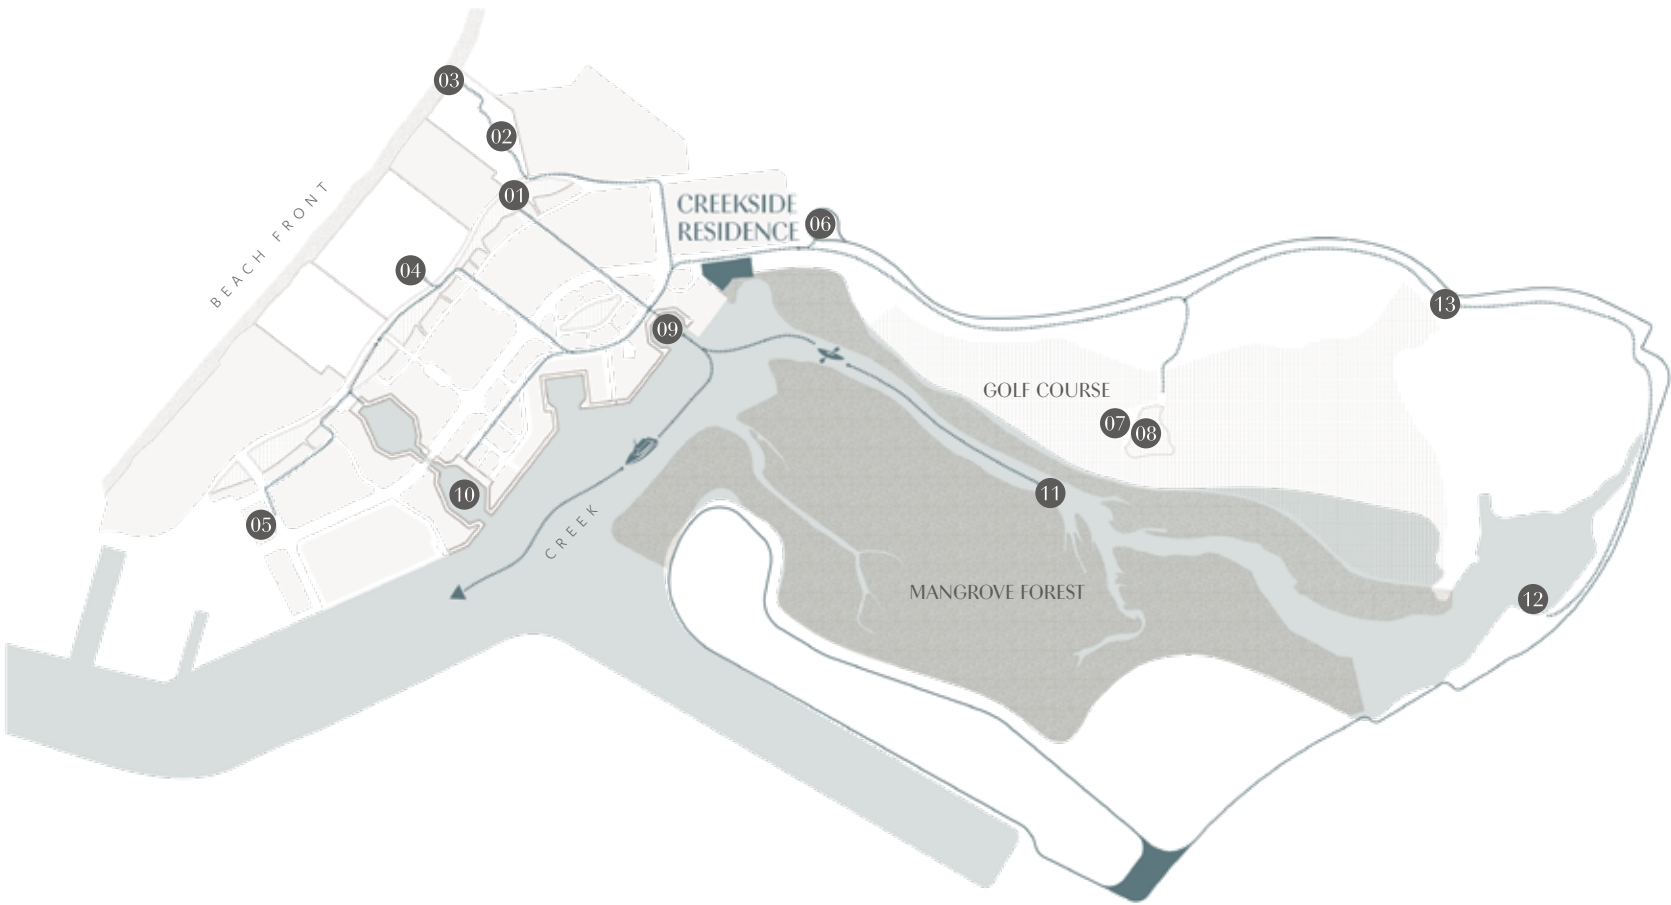 03
02
01
BEACH FRONT
CREEKSIDE
RESIDENCE
06
04
13
09
GOLF COURSE
07
08
10
11
05
CREEK
MANGROVE FOREST
12